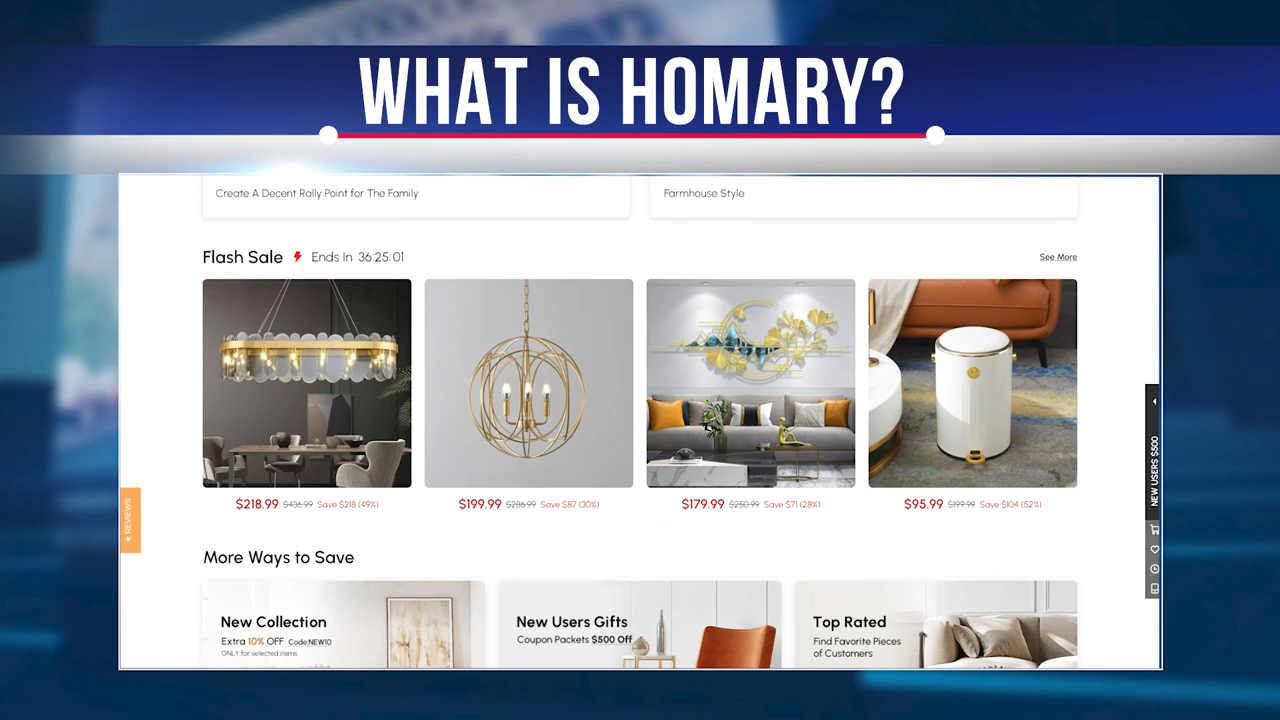 WHAT IS HOMARY?
Create A Decent Rally Point for The Family
Farmhouse Style
Flash Sale Ends In 36:25:01
See More
$218.99 $436.99 Save $218 (49%)
$199.99 $286.99 Save $87 (30%)
$179.99 $250.99 Save $71 (28%)
$95.99 $199.99 Save $104 (52%)
NEW USERS $500
★ REVIEWS
More Ways to Save
New Collection
Extra 10% OFF Code:NEW10
ONLY for selected items
New Users Gifts
Coupon Packets $500 Off
Top Rated
Find Favorite Pieces
of Customers